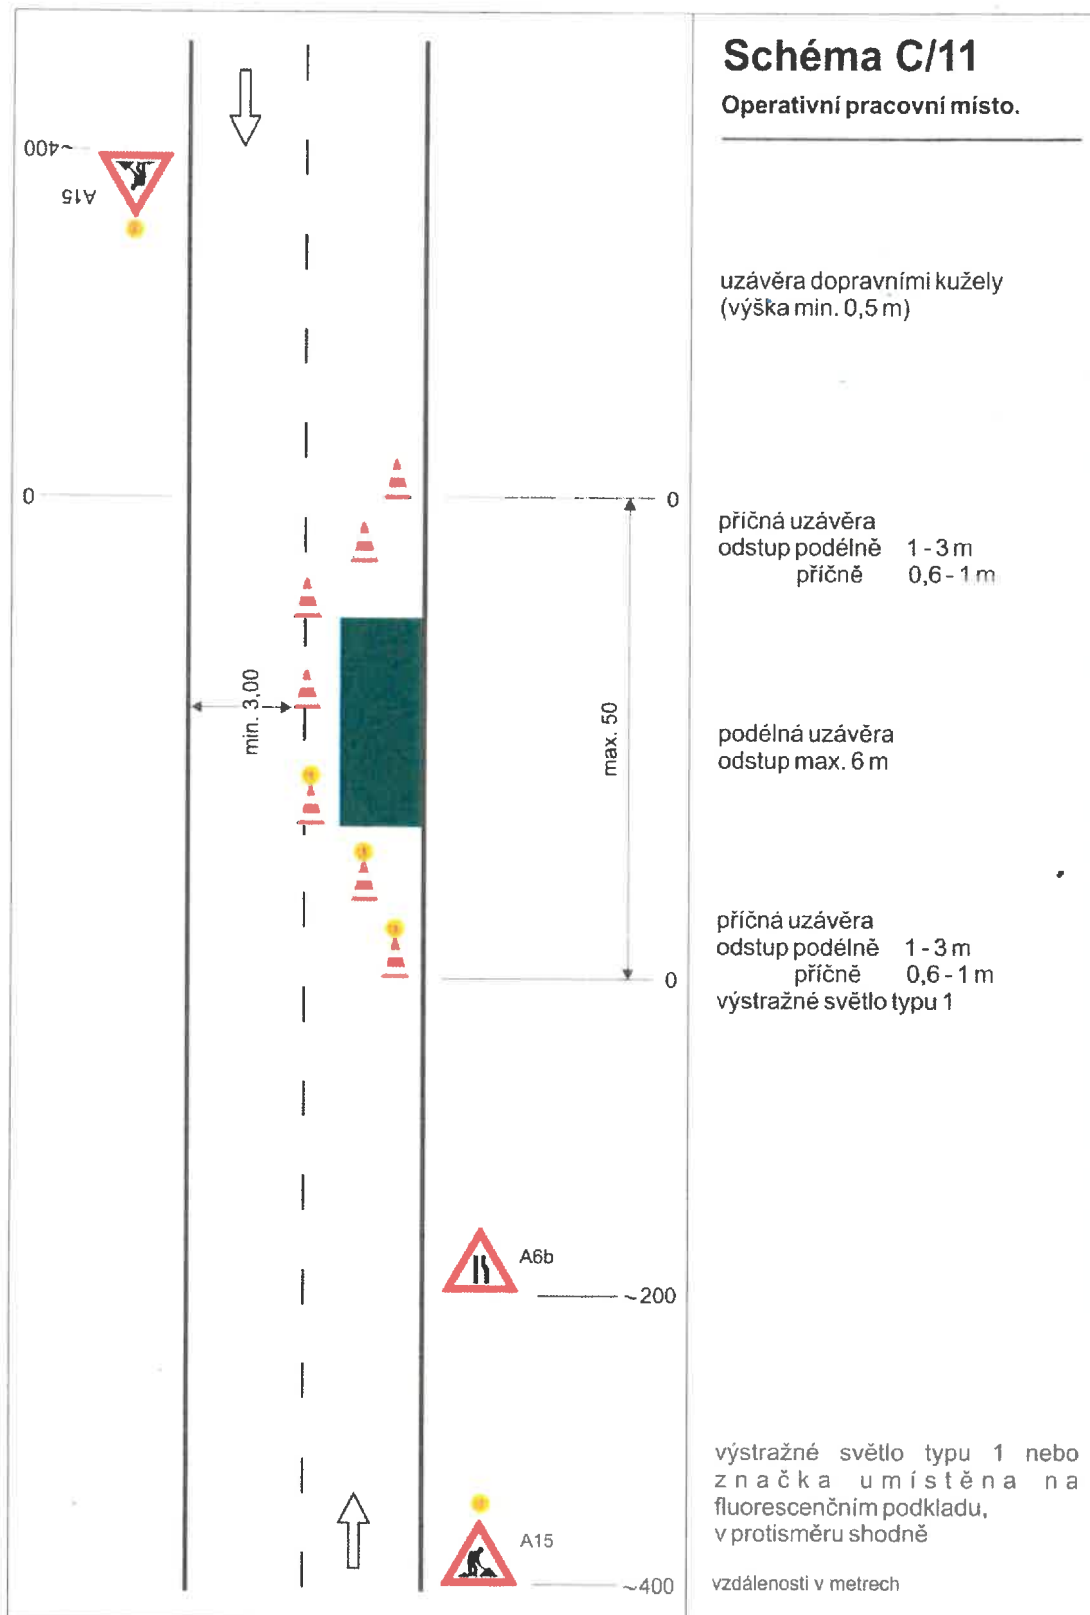 Schéma C/11
Operativní pracovní místo.
~400
A15
uzávěra dopravními kužely
(výška min. 0,5 m)
0
0
příčná uzávěra
odstup podélně 1 - 3 m
příčně 0,6 - 1 m
min. 3,00
max. 50
podélná uzávěra
odstup max. 6 m
příčná uzávěra
odstup podélně 1 - 3 m
příčně 0,6 - 1 m
výstražné světlo typu 1
0
A6b
~200
výstražné světlo typu 1 nebo
značka umístěna na
fluorescenčním podkladu,
v protisměru shodně
A15
~400
vzdálenosti v metrech